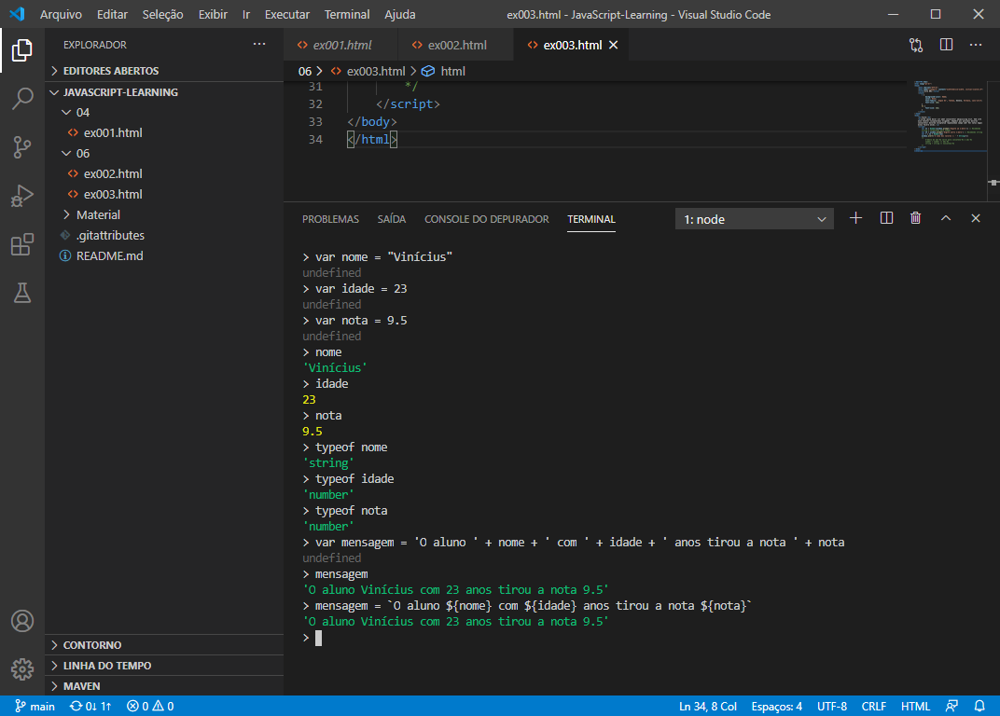 Arquivo Editar Seleção Exibir Ir Executar Terminal Ajuda ex003.html - JavaScript-Learning - Visual Studio Code
EXPLORADOR
EDITORES ABERTOS
JAVASCRIPT-LEARNING
04
ex001.html
06
ex002.html
ex003.html
Material
.gitattributes
README.md
CONTORNO
LINHA DO TEMPO
MAVEN
ex001.html ex002.html ex003.html
06 > ex003.html > html
31 */
32 </script>
33 </body>
34 </html>
PROBLEMAS SAÍDA CONSOLE DO DEPURADOR TERMINAL 1: node
> var nome = "Vinícius"
undefined
> var idade = 23
undefined
> var nota = 9.5
undefined
> nome
'Vinícius'
> idade
23
> nota
9.5
> typeof nome
'string'
> typeof idade
'number'
> typeof nota
'number'
> var mensagem = 'O aluno ' + nome + ' com ' + idade + ' anos tirou a nota ' + nota
undefined
> mensagem
'O aluno Vinícius com 23 anos tirou a nota 9.5'
> mensagem = `O aluno ${nome} com ${idade} anos tirou a nota ${nota}`
'O aluno Vinícius com 23 anos tirou a nota 9.5'
>
main 0↓ 1↑ 0 0 Ln 34, 8 Col Espaços: 4 UTF-8 CRLF HTML